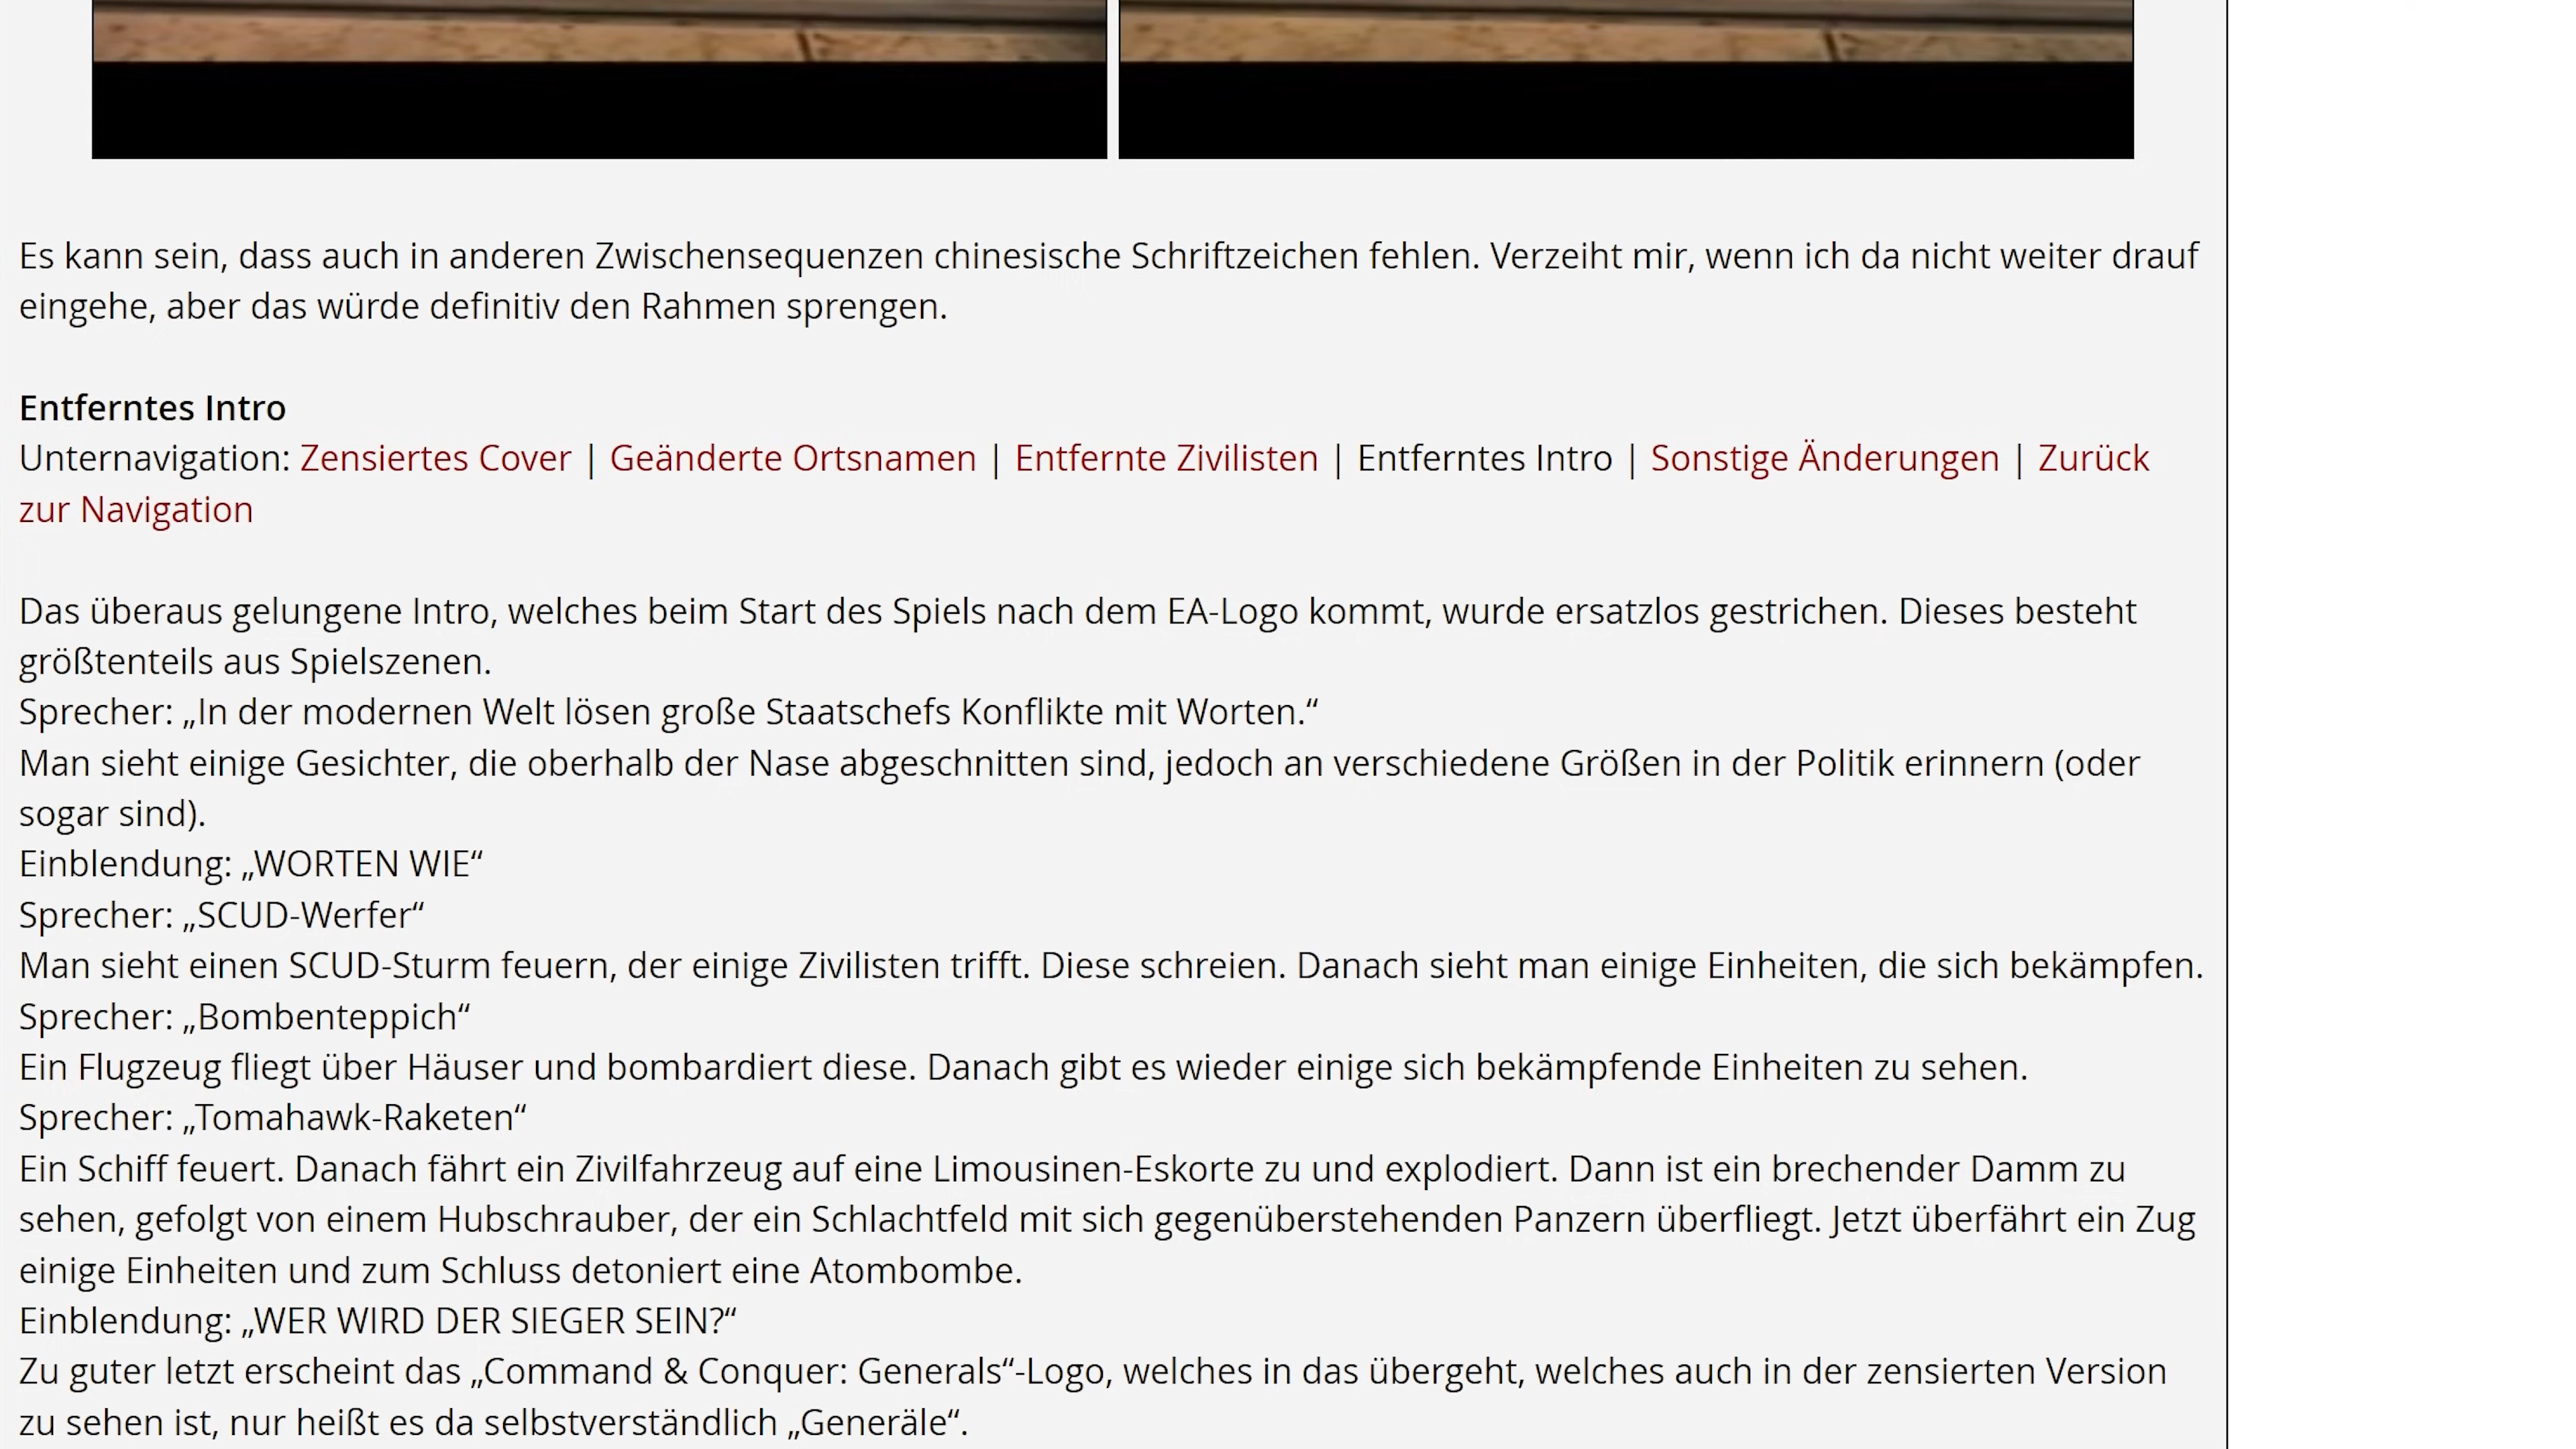 Es kann sein, dass auch in anderen Zwischensequenzen chinesische Schriftzeichen fehlen. Verzeiht mir, wenn ich da nicht weiter drauf
eingehe, aber das würde definitiv den Rahmen sprengen.
Entferntes Intro
Unternavigation: Zensiertes Cover | Geänderte Ortsnamen | Entfernte Zivilisten | Entferntes Intro | Sonstige Änderungen | Zurück
zur Navigation
Das überaus gelungene Intro, welches beim Start des Spiels nach dem EA-Logo kommt, wurde ersatzlos gestrichen. Dieses besteht
größtenteils aus Spielszenen.
Sprecher: „In der modernen Welt lösen große Staatschefs Konflikte mit Worten.“
Man sieht einige Gesichter, die oberhalb der Nase abgeschnitten sind, jedoch an verschiedene Größen in der Politik erinnern (oder
sogar sind).
Einblendung: „WORTEN WIE“
Sprecher: „SCUD-Werfer“
Man sieht einen SCUD-Sturm feuern, der einige Zivilisten trifft. Diese schreien. Danach sieht man einige Einheiten, die sich bekämpfen.
Sprecher: „Bombenteppich“
Ein Flugzeug fliegt über Häuser und bombardiert diese. Danach gibt es wieder einige sich bekämpfende Einheiten zu sehen.
Sprecher: „Tomahawk-Raketen“
Ein Schiff feuert. Danach fährt ein Zivilfahrzeug auf eine Limousinen-Eskorte zu und explodiert. Dann ist ein brechender Damm zu
sehen, gefolgt von einem Hubschrauber, der ein Schlachtfeld mit sich gegenüberstehenden Panzern überfliegt. Jetzt überfährt ein Zug
einige Einheiten und zum Schluss detoniert eine Atombombe.
Einblendung: „WER WIRD DER SIEGER SEIN?“
Zu guter letzt erscheint das „Command & Conquer: Generals“-Logo, welches in das übergeht, welches auch in der zensierten Version
zu sehen ist, nur heißt es da selbstverständlich „Generäle“.